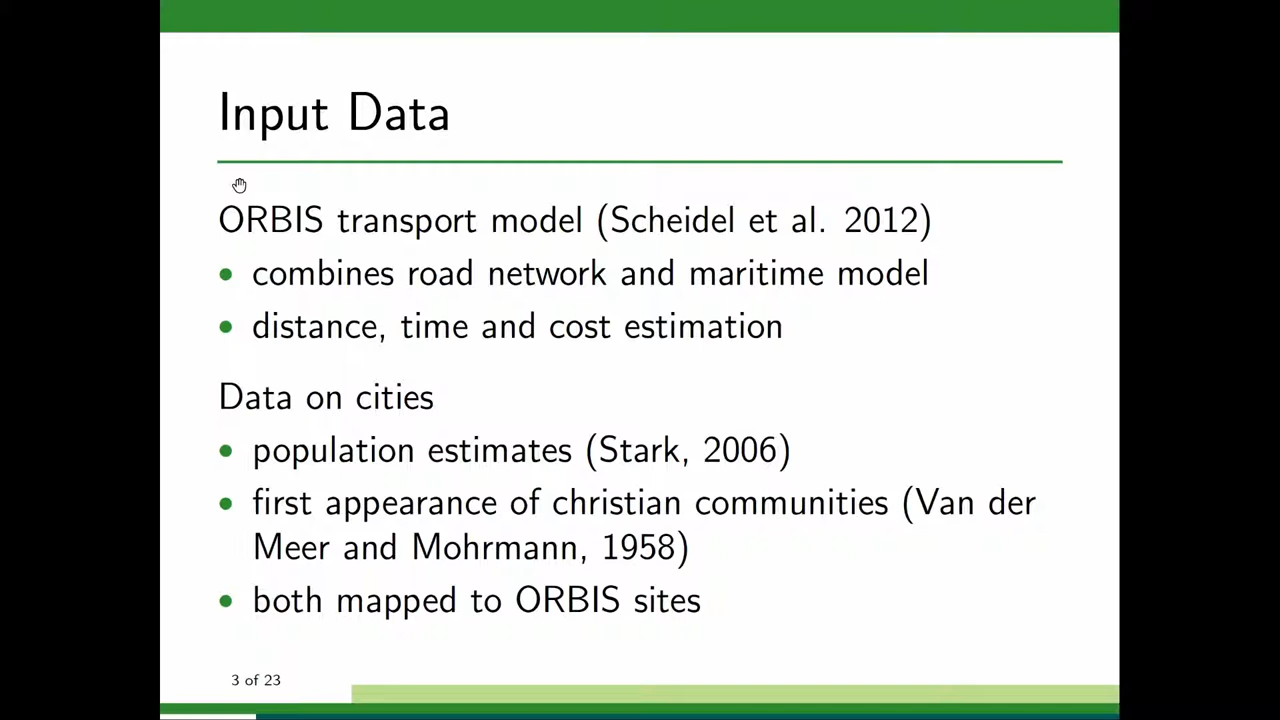 Input Data
ORBIS transport model (Scheidel et al. 2012)
• combines road network and maritime model
• distance, time and cost estimation
Data on cities
• population estimates (Stark, 2006)
• first appearance of christian communities (Van der
Meer and Mohrmann, 1958)
• both mapped to ORBIS sites
3 of 23